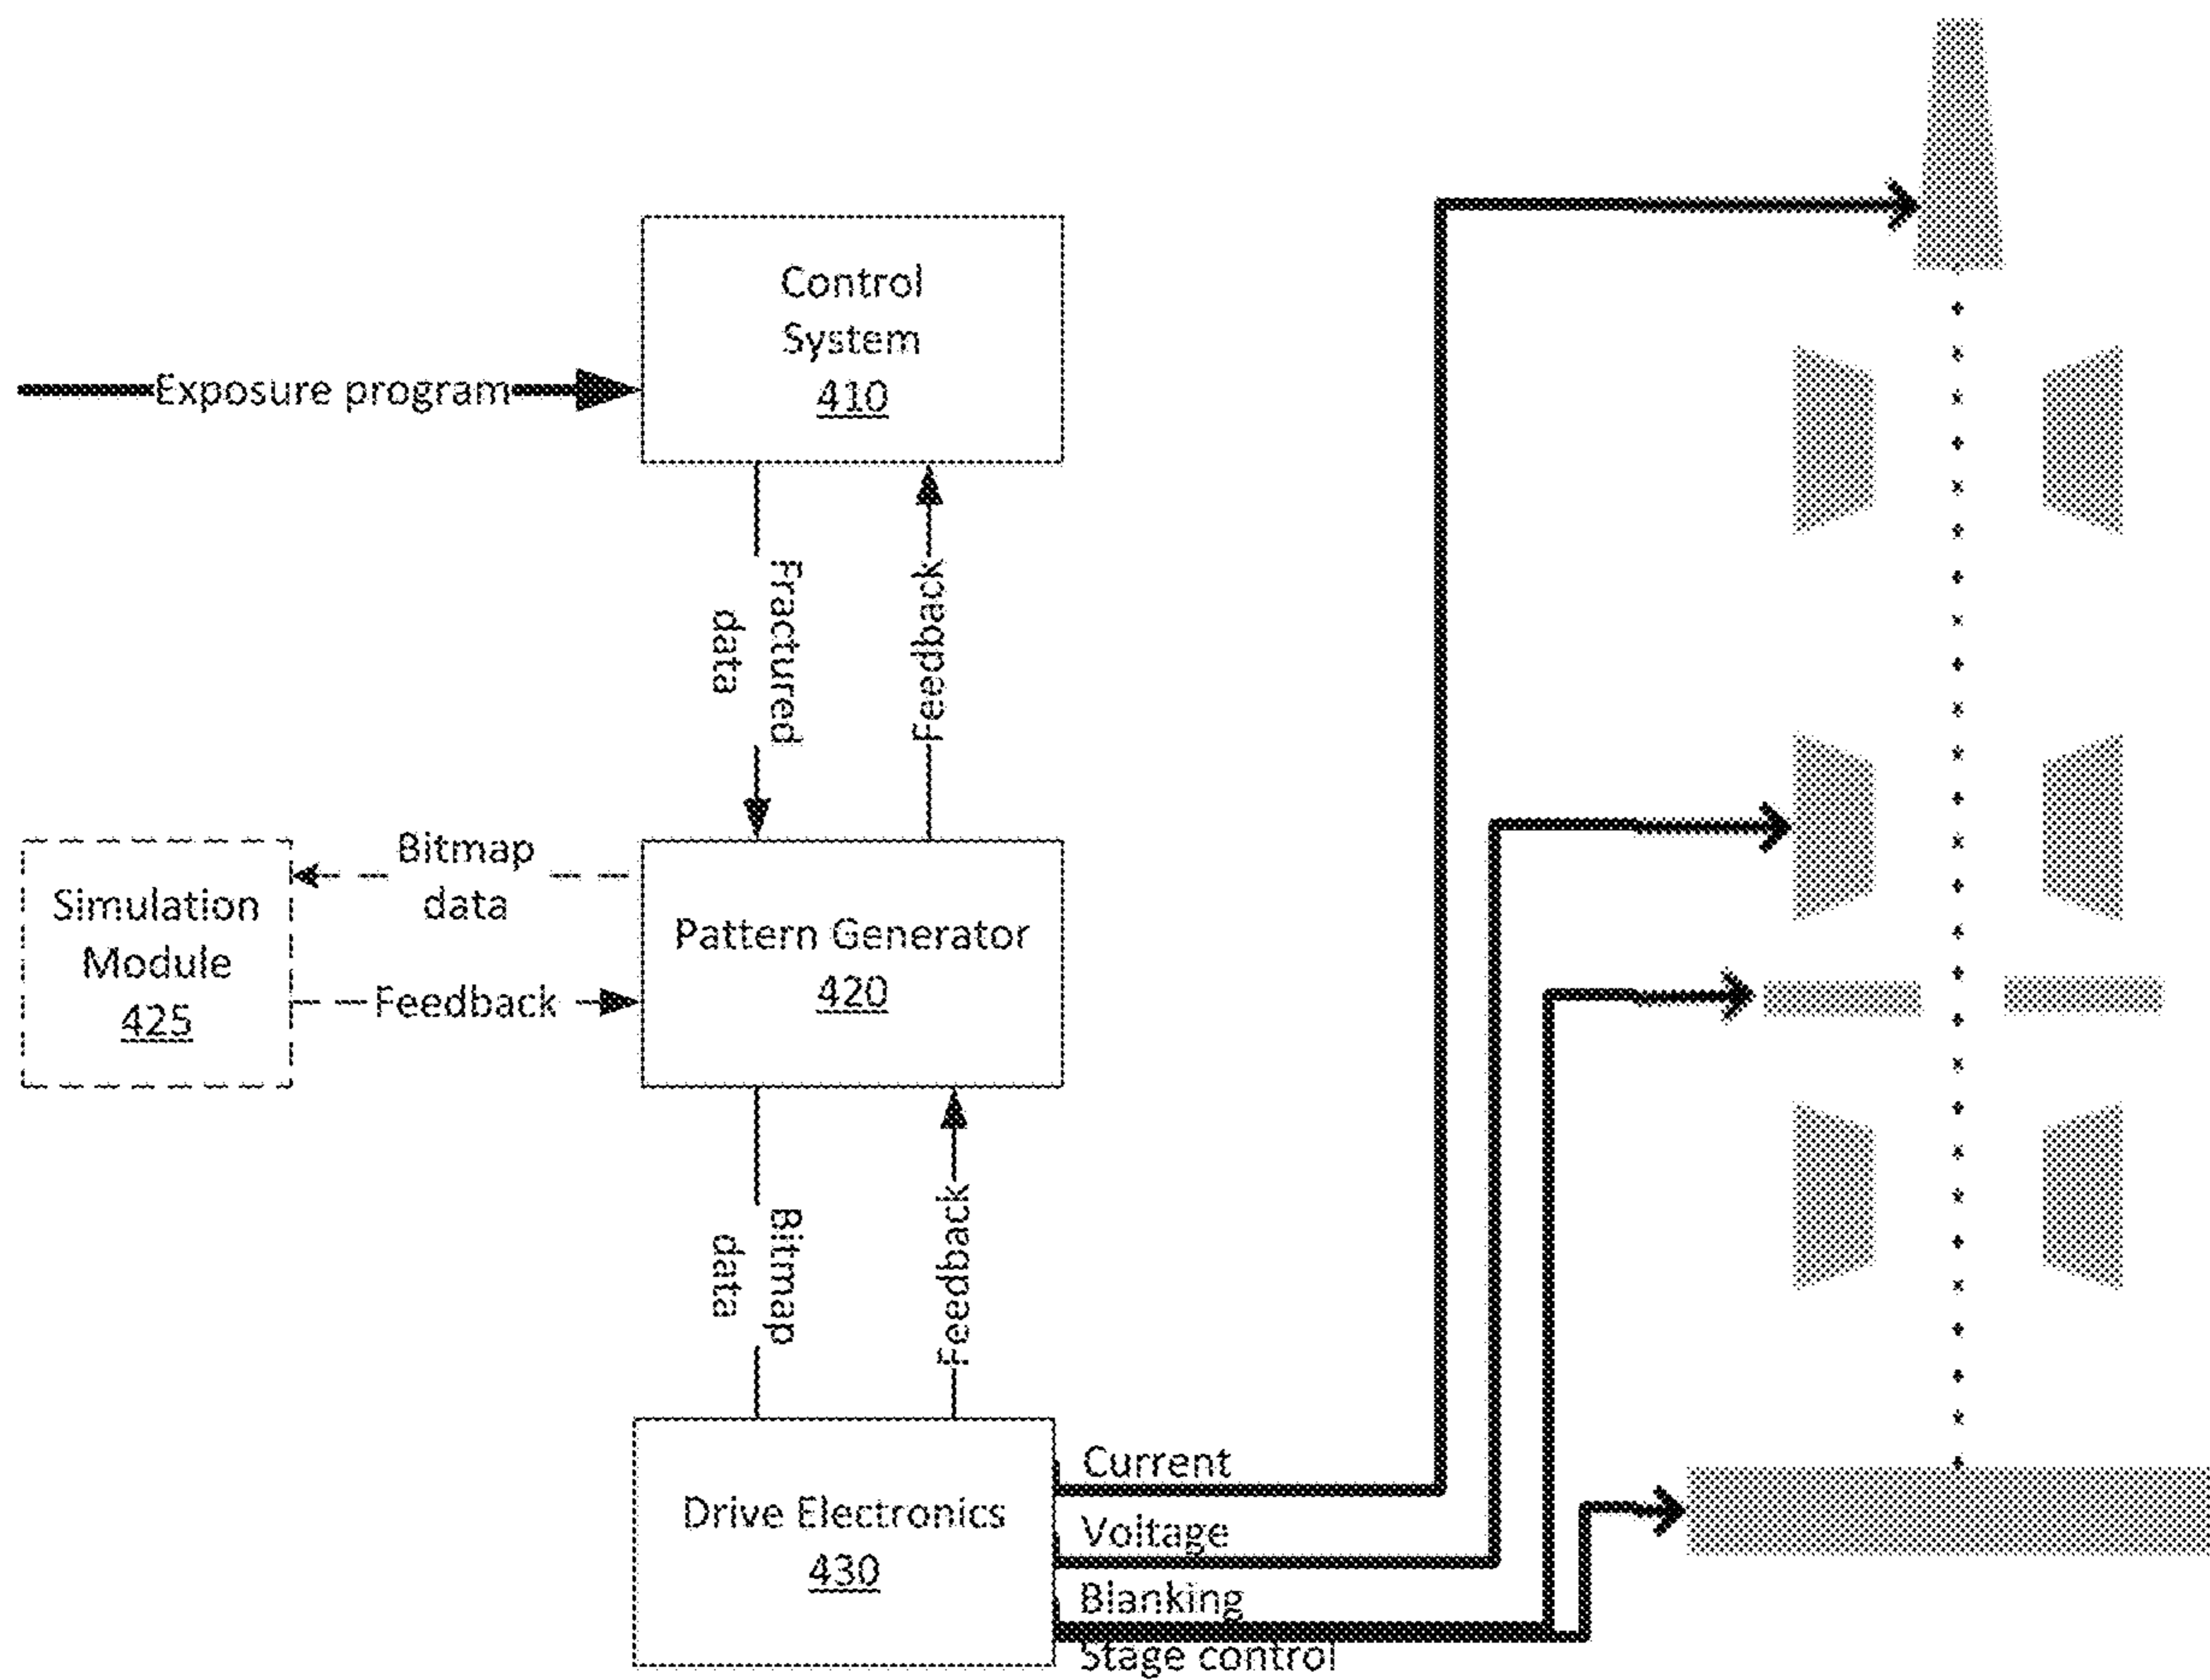 Control
System
410
Exposure program
Fractured
data
Feedback
Bitmap
data
Simulation
Module
425
Feedback
Pattern Generator
420
Bitmap
data
Feedback
Drive Electronics
430
Current
Voltage
Blanking
Stage control